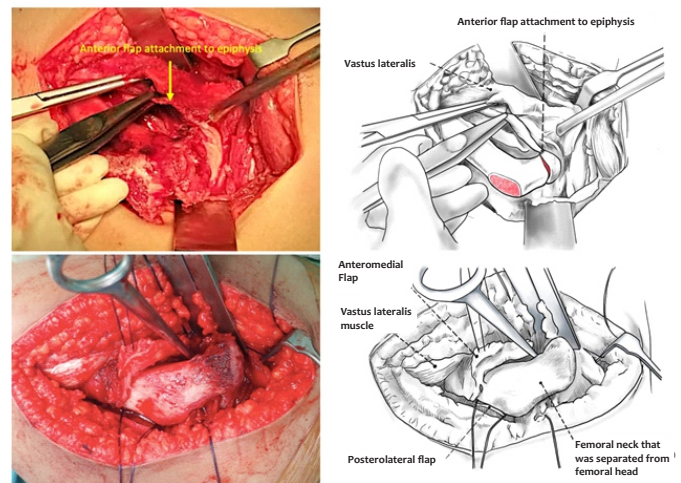 Anterior flap attachment to epiphysis
Anterior flap attachment to epiphysis
Vastus lateralis
Anteromedial
Flap
Vastus lateralis
muscle
Posterolateral flap
Femoral neck that
was separated from
femoral head